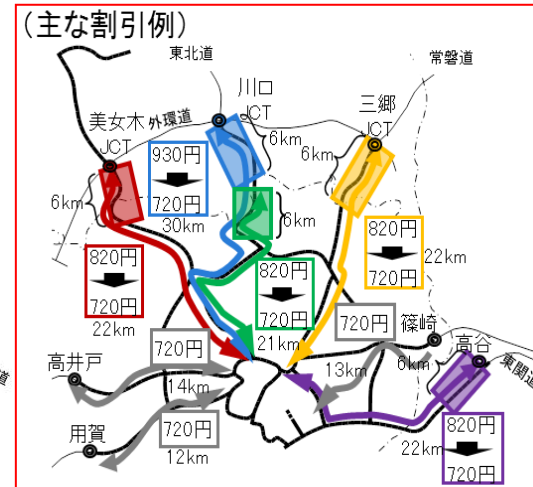 (主な割引例)
東北道
常磐道
川口
JCT
三郷
JCT
美女木
JCT
外環道
6km
6km
930円
720円
30km
6km
6km
820円
720円
22km
820円
720円
21km
820円
720円
22km
720円
篠崎
高谷
6km
東関道
13km
高井戸
720円
14km
道
用賀
720円
12km
22km
820円
720円